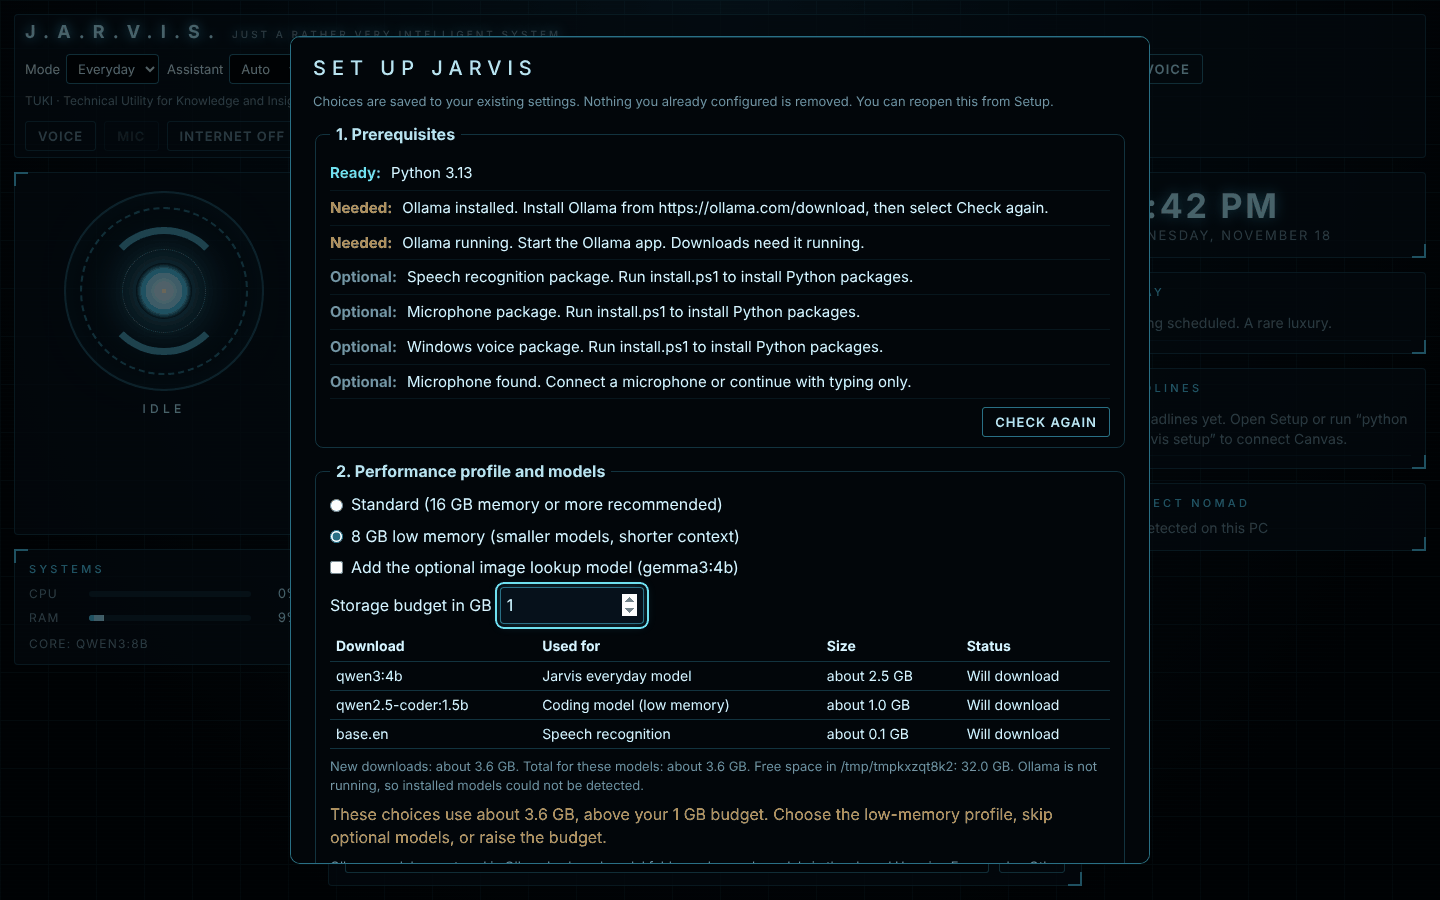 J.A.R.V.I.S. JUST A RATHER VERY INTELLIGENT SYSTEM
Mode Everyday Assistant Auto
VOICE
TUKI · Technical Utility for Knowledge and
VOICE MIC INTERNET OFF
IDLE
SYSTEMS
CPU 0%
RAM 9%
CORE: QWEN3:8B
SET UP JARVIS
Choices are saved to your existing settings. Nothing you already configured is removed. You can reopen this from Setup.
1. Prerequisites
Ready: Python 3.13
Needed: Ollama installed. Install Ollama from https://ollama.com/download, then select Check again.
Needed: Ollama running. Start the Ollama app. Downloads need it running.
Optional: Speech recognition package. Run install.ps1 to install Python packages.
Optional: Microphone package. Run install.ps1 to install Python packages.
Optional: Windows voice package. Run install.ps1 to install Python packages.
Optional: Microphone found. Connect a microphone or continue with typing only.
CHECK AGAIN
2. Performance profile and models
Standard (16 GB memory or more recommended)
8 GB low memory (smaller models, shorter context)
Add the optional image lookup model (gemma3:4b)
Storage budget in GB 1
Download Used for Size Status
qwen3:4b Jarvis everyday model about 2.5 GB Will download
qwen2.5-coder:1.5b Coding model (low memory) about 1.0 GB Will download
base.en Speech recognition about 0.1 GB Will download
New downloads: about 3.6 GB. Total for these models: about 3.6 GB. Free space in /tmp/tmpkxzqt8k2: 32.0 GB. Ollama is not
running, so installed models could not be detected.
These choices use about 3.6 GB, above your 1 GB budget. Choose the low-memory profile, skip
optional models, or raise the budget.
:42 PM
NESDAY, NOVEMBER 18
AY
ng scheduled. A rare luxury.
DLINES
adlines yet. Open Setup or run “python
vis setup” to connect Canvas.
ECT NOMAD
etected on this PC